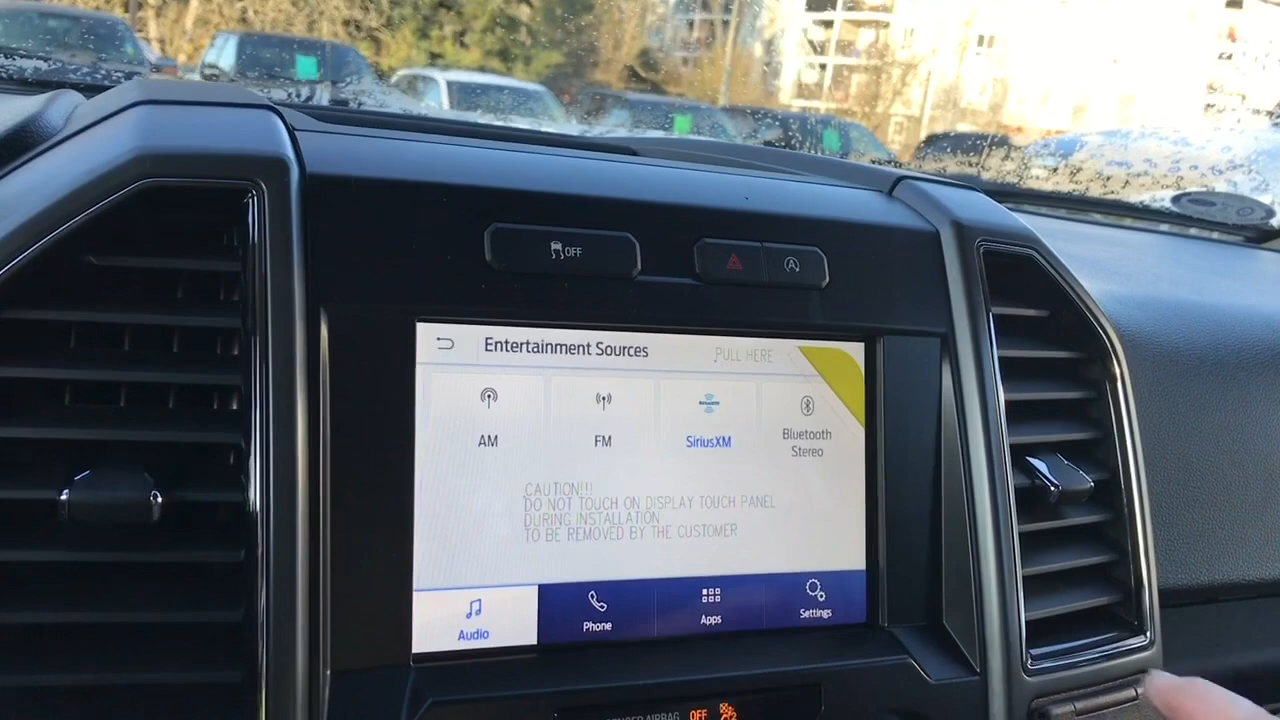 OFF
Entertainment Sources
PULL HERE
AM
FM
SiriusXM
Bluetooth
Stereo
CAUTION!!!
DO NOT TOUCH ON DISPLAY TOUCH PANEL
DURING INSTALLATION
TO BE REMOVED BY THE CUSTOMER
Audio
Phone
Apps
Settings
AIRBAG OFF